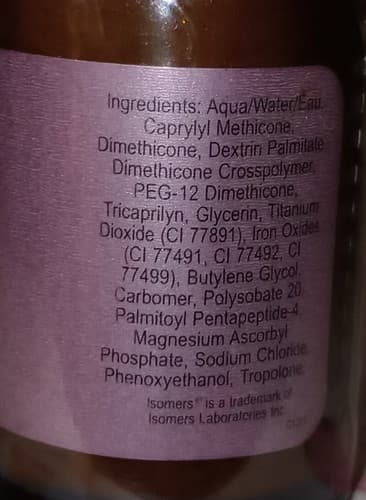 Ingredients: Aqua/Water/Eau,
Caprylyl Methicone,
Dimethicone, Dextrin Palmitate
Dimethicone Crosspolymer,
PEG-12 Dimethicone,
Tricaprilyn, Glycerin, Titanium
Dioxide (CI 77891), Iron Oxides
(CI 77491, CI 77492, CI
77499), Butylene Glycol,
Carbomer, Polysobate 20,
Palmitoyl Pentapeptide-4
Magnesium Ascorbyl
Phosphate, Sodium Chloride,
Phenoxyethanol, Tropolone.
Isomers® is a trademark of
Isomers Laboratories Inc